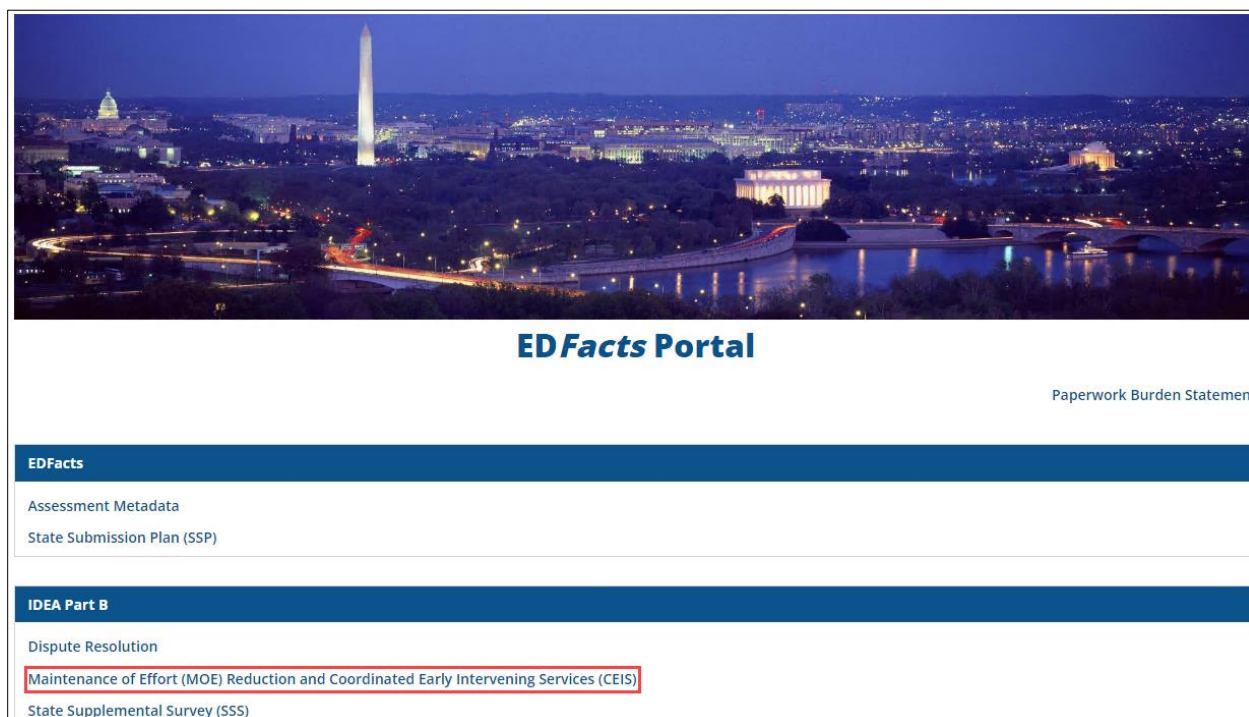 EDFacts Portal
Paperwork Burden Statemen
EDFacts
Assessment Metadata
State Submission Plan (SSP)
IDEA Part B
Dispute Resolution
Maintenance of Effort (MOE) Reduction and Coordinated Early Intervening Services (CEIS)
State Supplemental Survey (SSS)